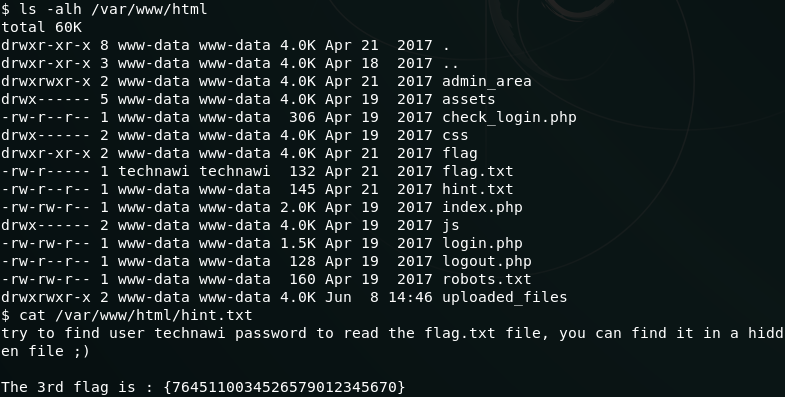 $ ls -alh /var/www/html
total 60K
drwxr-xr-x 8 www-data www-data 4.0K Apr 21  2017 .
drwxr-xr-x 3 www-data www-data 4.0K Apr 18  2017 ..
drwxrwxr-x 2 www-data www-data 4.0K Apr 21  2017 admin_area
drwx------ 5 www-data www-data 4.0K Apr 19  2017 assets
-rw-r--r-- 1 www-data www-data  306 Apr 19  2017 check_login.php
drwx------ 2 www-data www-data 4.0K Apr 19  2017 css
drwxr-xr-x 2 www-data www-data 4.0K Apr 21  2017 flag
-rw-r----- 1 technawi technawi  132 Apr 21  2017 flag.txt
-rw-r--r-- 1 www-data www-data  145 Apr 21  2017 hint.txt
-rw-rw-r-- 1 www-data www-data 2.0K Apr 19  2017 index.php
drwx------ 2 www-data www-data 4.0K Apr 19  2017 js
-rw-rw-r-- 1 www-data www-data 1.5K Apr 19  2017 login.php
-rw-r--r-- 1 www-data www-data  128 Apr 19  2017 logout.php
-rw-rw-r-- 1 www-data www-data  160 Apr 19  2017 robots.txt
drwxrwxr-x 2 www-data www-data 4.0K Jun  8 14:46 uploaded_files
$ cat /var/www/html/hint.txt
try to find user technawi password to read the flag.txt file, you can find it in a hidd
en file ;)

The 3rd flag is : {7645110034526579012345670}